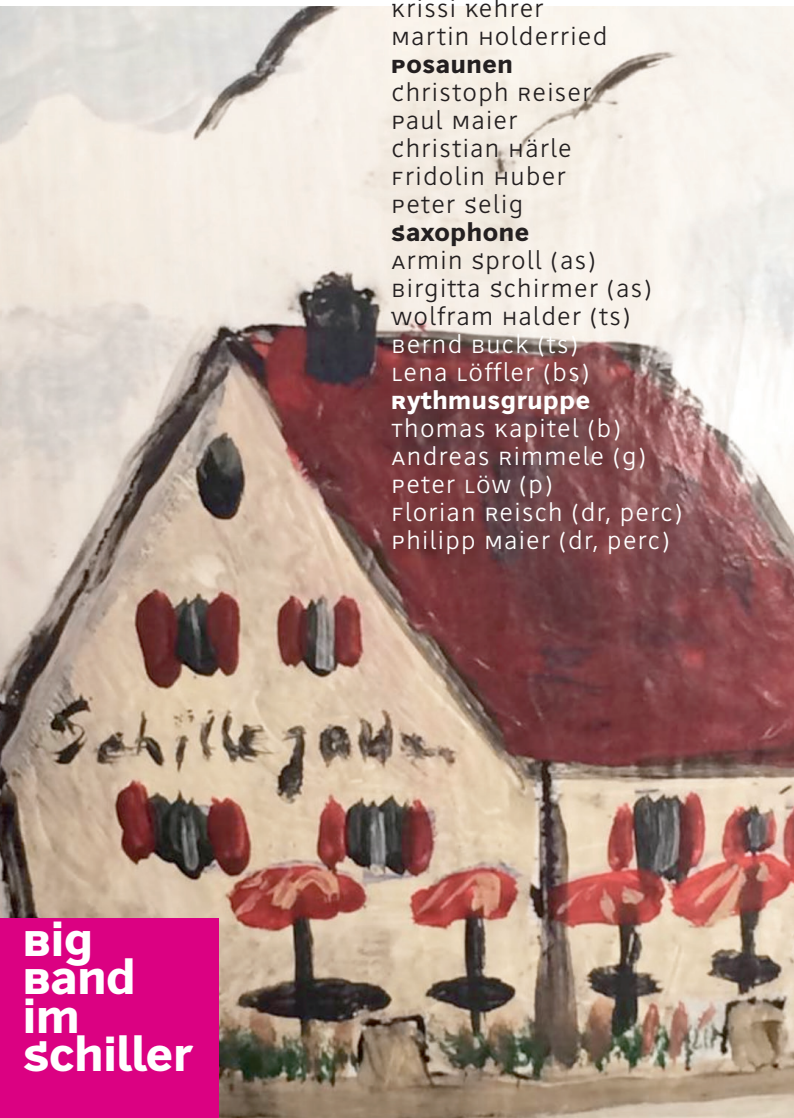 Krissi Kehrer
Martin Holderried
Posaunen
Christoph Reiser
Paul Maier
Christian Härle
Fridolin Huber
Peter Selig
Saxophone
Armin Sproll (as)
Birgitta Schirmer (as)
Wolfram Halder (ts)
Bernd Buck (ts)
Lena Löffler (bs)
Rythmusgruppe
Thomas Kapitel (b)
Andreas Rimmele (g)
Peter Löw (p)
Florian Reisch (dr, perc)
Philipp Maier (dr, perc)
Big
Band
im
Schiller